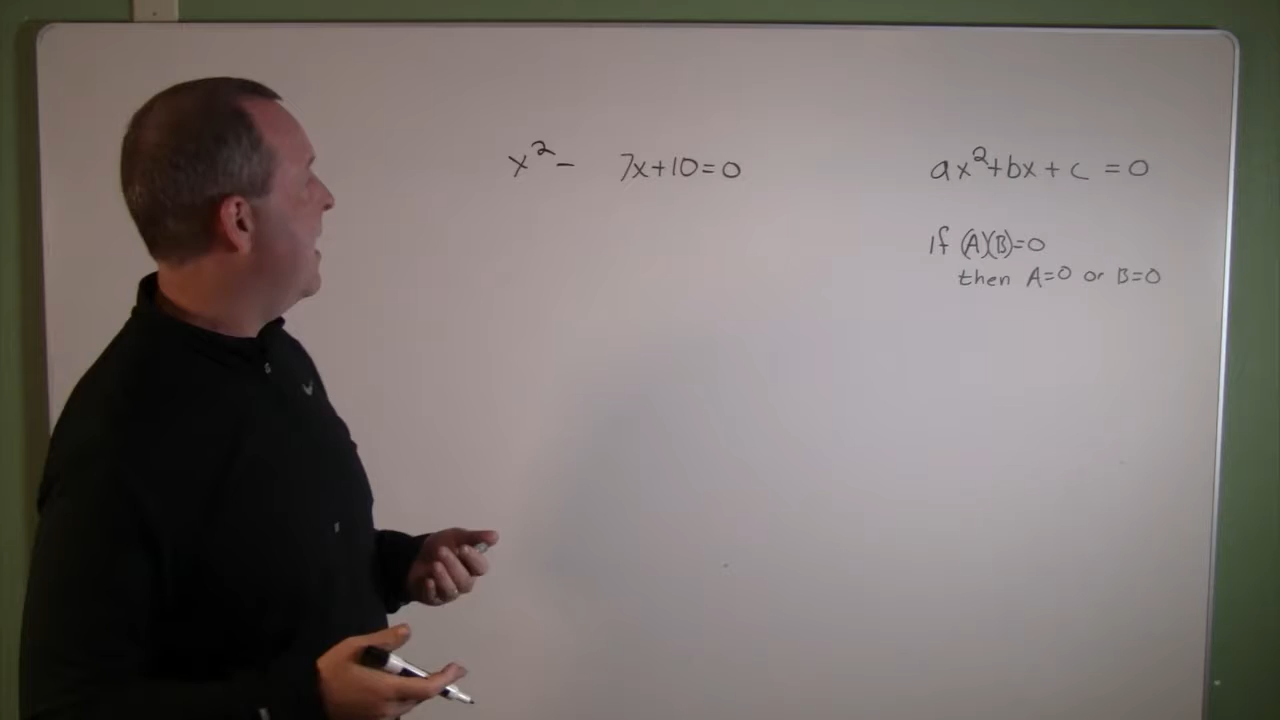 x² - 7x+10=0
ax²+bx+c =0
if (A)(B)=0
then A=0 or B=0